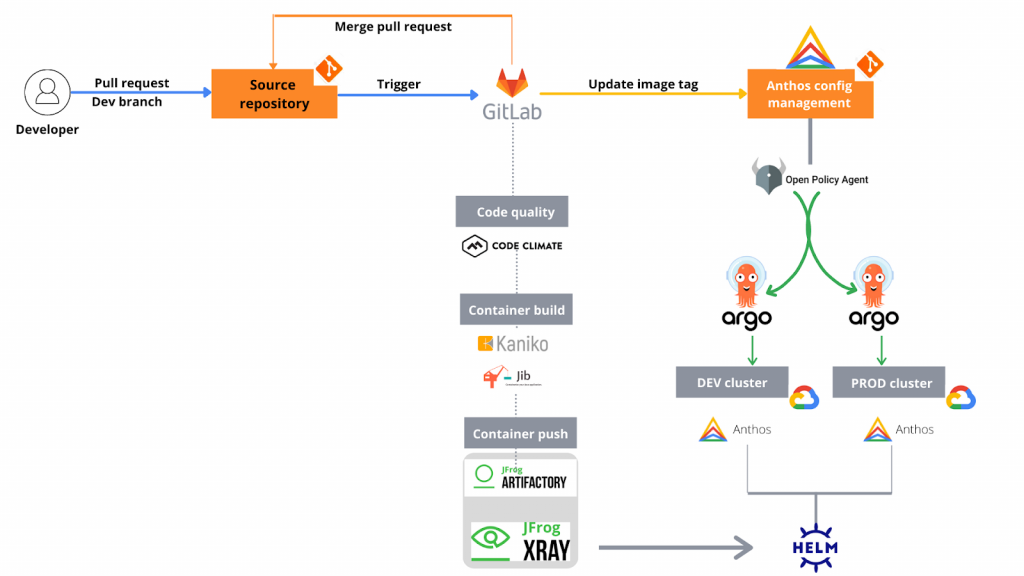 Merge pull request
Pull request
Dev branch
Developer
Source
repository
Trigger
GitLab
Update image tag
Anthos config
management
Open Policy Agent
Code quality
CODE CLIMATE
Container build
Kaniko
Jib
Container push
JFrog
ARTIFACTORY
JFrog
XRAY
argo
argo
DEV cluster
PROD cluster
Anthos
Anthos
HELM